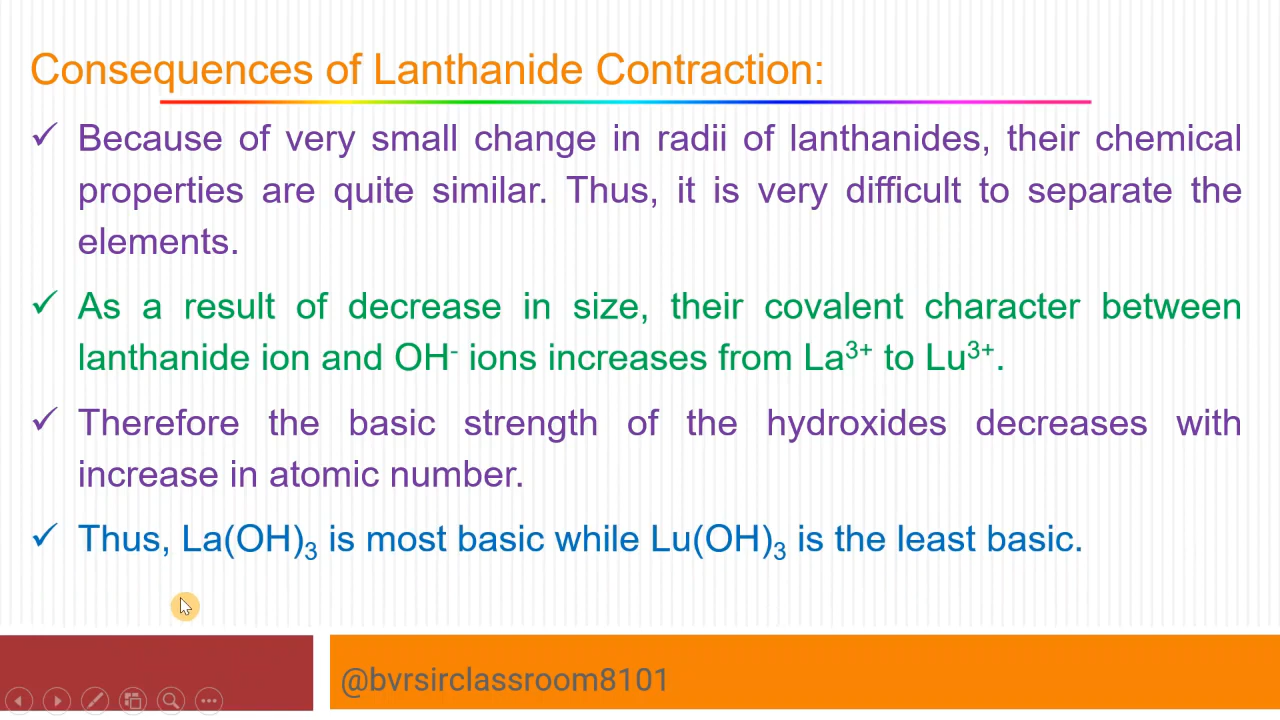 Consequences of Lanthanide Contraction:
✓ Because of very small change in radii of lanthanides, their chemical
properties are quite similar. Thus, it is very difficult to separate the
elements.
✓ As a result of decrease in size, their covalent character between
lanthanide ion and OH⁻ ions increases from La³⁺ to Lu³⁺.
✓ Therefore the basic strength of the hydroxides decreases with
increase in atomic number.
✓ Thus, La(OH)₃ is most basic while Lu(OH)₃ is the least basic.
@bvrsirclassroom8101